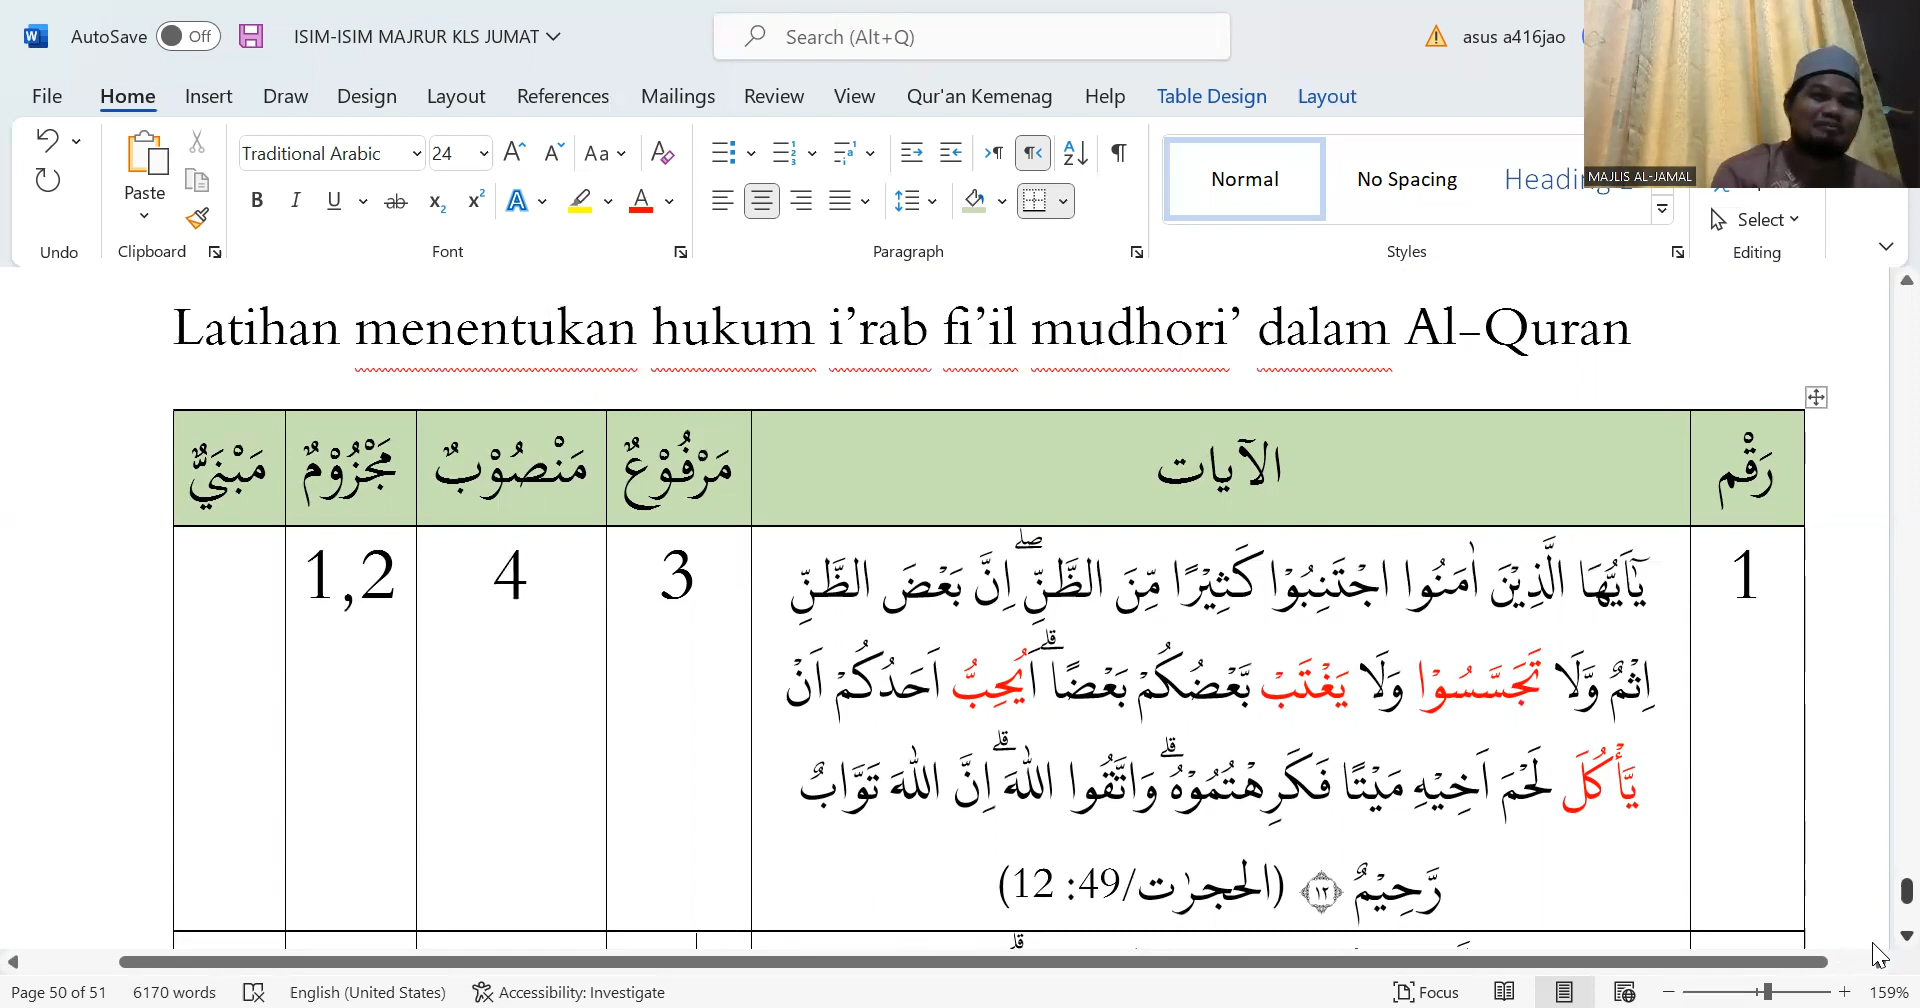 AutoSave Off ISIM-ISIM MAJRUR KLS JUMAT Search (Alt+Q) asus a416jao
File Home Insert Draw Design Layout References Mailings Review View Qur'an Kemenag Help Table Design Layout
Traditional Arabic 24
Paste
Normal No Spacing Heading
MAJLIS AL-JAMAL
Select
Undo Clipboard Font Paragraph Styles Editing
Latihan menentukan hukum i’rab fi’il mudhori’ dalam Al-Quran
رَقْم الآيات مَرْفُوْعٌ مَنْصُوْبٌ مَجْزُوْمٌ مَبْنَيٌّ
1 يٰٓاَيُّهَا الَّذِيْنَ اٰمَنُوا اجْتَنِبُوْا كَثِيْرًا مِّنَ الظَّنِّۖ اِنَّ بَعْضَ الظَّنِّ 3 4 1,2
اِثْمٌ وَّلَا تَجَسَّسُوْا وَلَا يَغْتَبْ بَّعْضُكُمْ بَعْضًاۗ اَيُحِبُّ اَحَدُكُمْ اَنْ
يَّأْكُلَ لَحْمَ اَخِيْهِ مَيْتًا فَكَرِهْتُمُوْهُۗ وَاتَّقُوا اللّٰهَۗ اِنَّ اللّٰهَ تَوَّابٌ
رَّحِيْمٌ ١٢ (الحجرٰت/49: 12)
Page 50 of 51 6170 words English (United States) Accessibility: Investigate Focus 159%